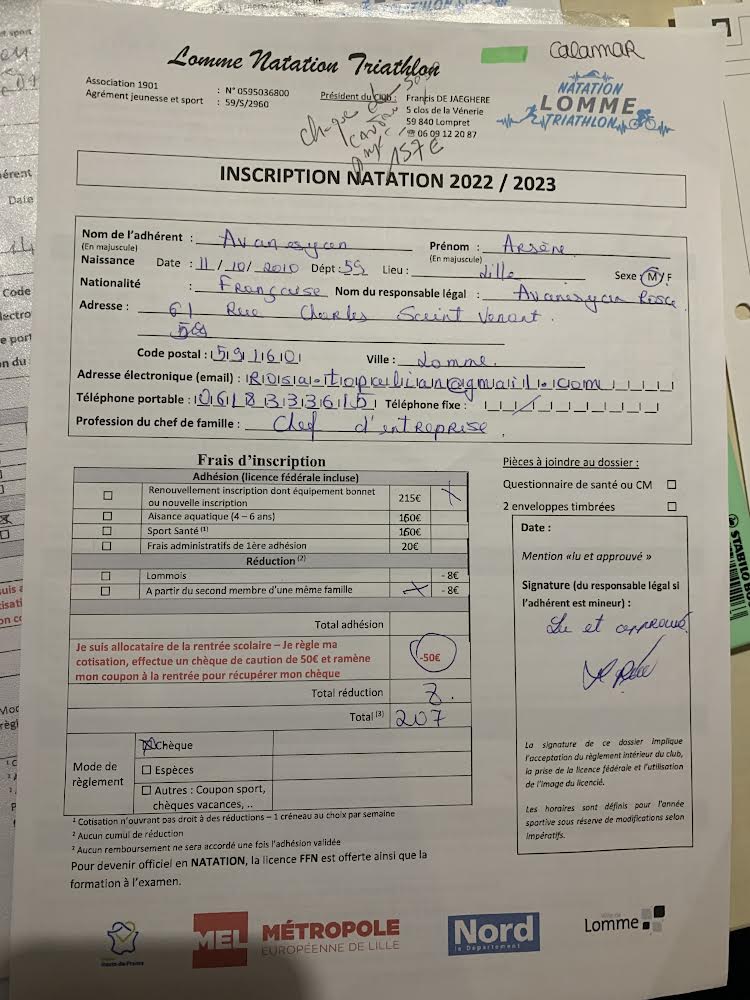 Lomme Natation Triathlon
CALAMAR
Association 1901 : N° 0595036800
Agrément jeunesse et sport : 59/S/2960
Président du Club : Francis DE JAEGHERE
5 clos de la Vénerie
59 840 Lompret
☎ 06 09 12 20 87
chèque de 50€
caution
157€
NATATION
LOMME
TRIATHLON
INSCRIPTION NATATION 2022 / 2023
Nom de l'adhérent : Avanesyan Prénom : Arsène
(En majuscule) (En majuscule)
Naissance Date : 11 / 10 / 2010 Dépt : 59 Lieu : Lille Sexe : M / F
Nationalité : Française Nom du responsable légal : Avanesyan
Adresse : 61 Rue Charles Saint Venant
59
Code postal : 59160 Ville : Lomme.
Adresse électronique (email) : Rosa.topalian@gmail.com
Téléphone portable : 0618333615 Téléphone fixe :
Profession du chef de famille : Chef d'entreprise
Frais d'inscription
Adhésion (licence fédérale incluse)
☐ Renouvellement inscription dont équipement bonnet ou nouvelle inscription 215€ X
☐ Aisance aquatique (4 – 6 ans) 160€
☐ Sport Santé (1) 160€
☐ Frais administratifs de 1ère adhésion 20€
Réduction (2)
☐ Lommois - 8€
☐ A partir du second membre d'une même famille X - 8€
Total adhésion
Je suis allocataire de la rentrée scolaire – Je règle ma
cotisation, effectue un chèque de caution de 50€ et ramène
mon coupon à la rentrée pour récupérer mon chèque
-50€
Total réduction 8.
Total (3) 207
Mode de règlement
☒ Chèque
☐ Espèces
☐ Autres : Coupon sport,
chèques vacances, ..
¹ Cotisation n'ouvrant pas droit à des réductions – 1 créneau au choix par semaine
² Aucun cumul de réduction
³ Aucun remboursement ne sera accordé une fois l'adhésion validée
Pour devenir officiel en NATATION, la licence FFN est offerte ainsi que la
formation à l'examen.
Pièces à joindre au dossier :
Questionnaire de santé ou CM ☐
2 enveloppes timbrées ☐
Date :
Mention «lu et approuvé »
Signature (du responsable légal si
l'adhérent est mineur) :
Lu et approuvé
La signature de ce dossier implique
l'acceptation du règlement intérieur du club,
la prise de la licence fédérale et l'utilisation
de l'image du licencié.
Les horaires sont définis pour l'année
sportive sous réserve de modifications selon
impératifs.
Hauts-de-France
MEL
MÉTROPOLE
EUROPÉENNE DE LILLE
Nord
le Département
Lomme
STABILO BO